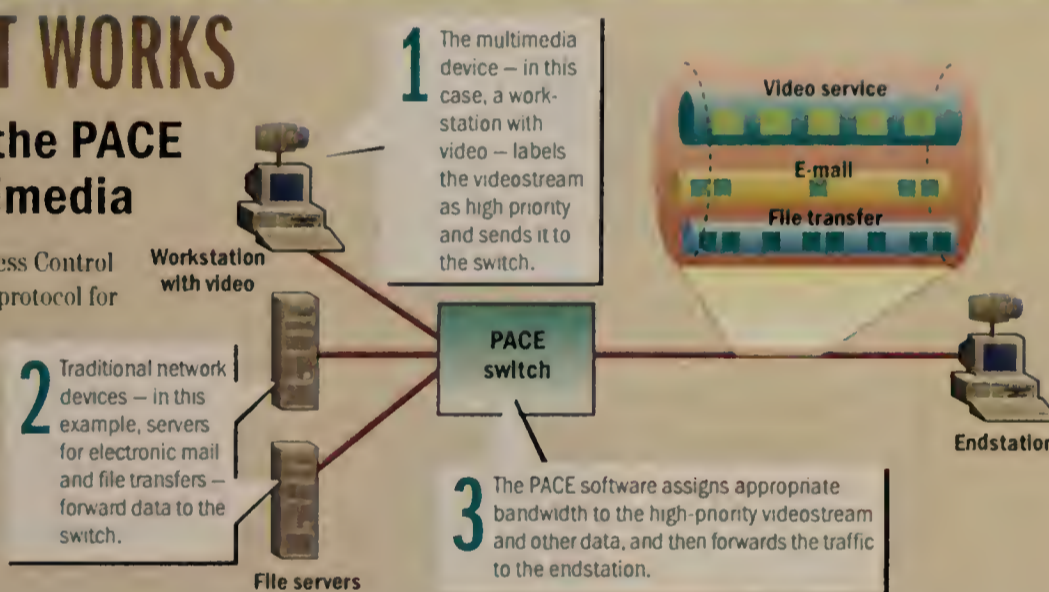 T WORKS
the PACE
imedia
ess Control
protocol for
1 The multimedia
device — in this
case, a work-
station with
video — labels
the videostream
as high priority
and sends it to
the switch.
Workstation
with video
2 Traditional network
devices — in this
example, servers
for electronic mail
and file transfers —
forward data to the
switch.
File servers
PACE
switch
3 The PACE software assigns appropriate
bandwidth to the high-priority videostream
and other data, and then forwards the traffic
to the endstation.
Video service
E-mail
File transfer
Endstation